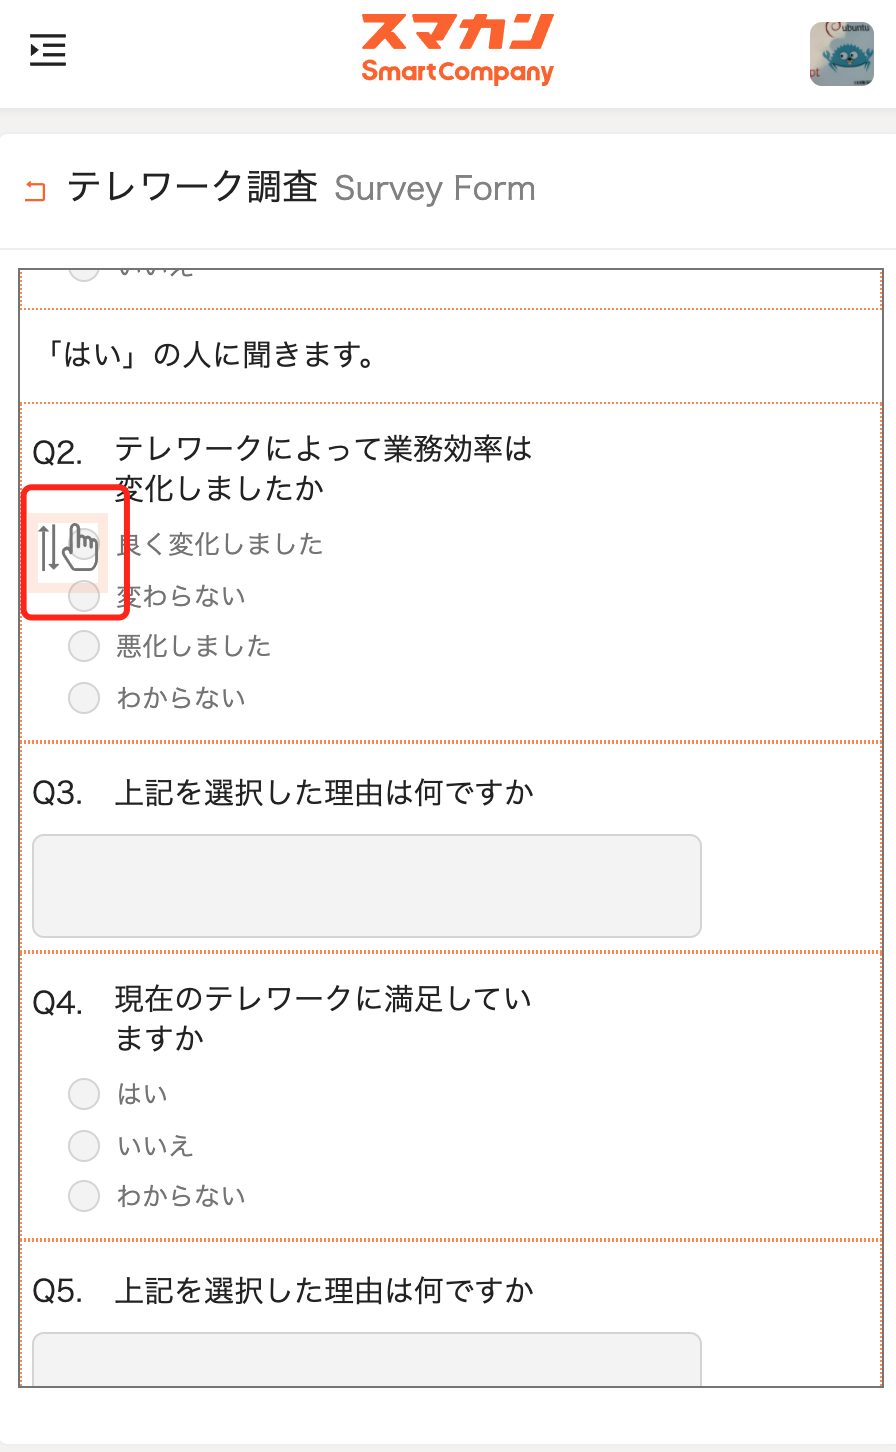 スマカン
SmartCompany
ubuntu
テレワーク調査 Survey Form
いいえ
「はい」の人に聞きます。
Q2. テレワークによって業務効率は
変化しましたか
良く変化しました
変わらない
悪化しました
わからない
Q3. 上記を選択した理由は何ですか
Q4. 現在のテレワークに満足してい
ますか
はい
いいえ
わからない
Q5. 上記を選択した理由は何ですか